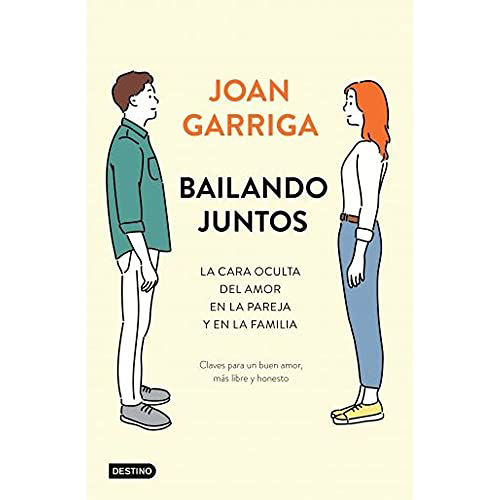 JOAN
GARRIGA
BAILANDO
JUNTOS
LA CARA OCULTA
DEL AMOR
EN LA PAREJA
Y EN LA FAMILIA
Claves para un buen amor,
más libre y honesto
DESTINO